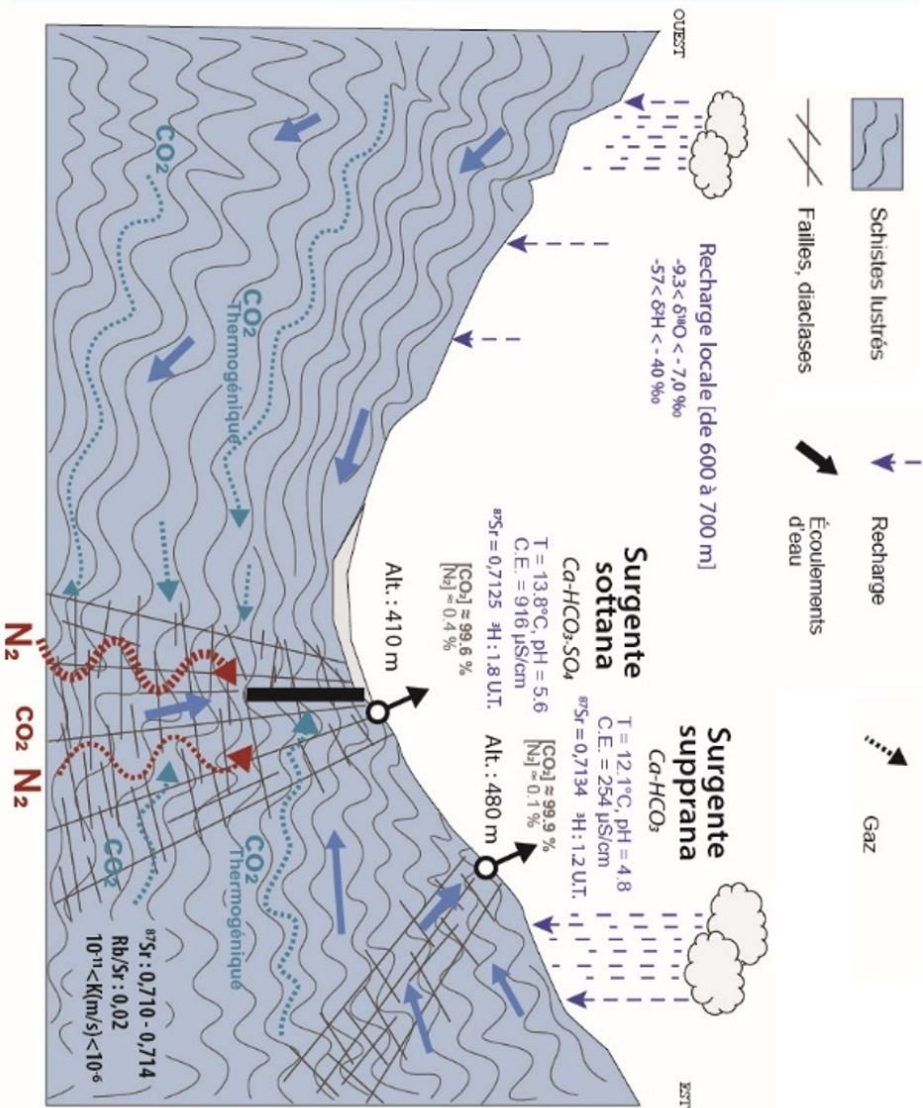 Schistes lustrés
Failles, diaclases
Recharge
Écoulements
d'eau
Gaz
OUEST
EST
Recharge locale [de 600 à 700 m]
-9.3< δ¹⁸O < - 7,0 ‰
-57< δ²H < - 40 ‰
Surgente
sottana
Ca-HCO₃-SO₄
T = 13.8°C, pH = 5.6
C.E. = 916 µS/cm
⁸⁷Sr = 0,7125 ³H : 1.8 U.T.
[CO₂] ≈ 99.6 %
[N₂] ≈ 0.4 %
Alt. : 410 m
Surgente
supprana
Ca-HCO₃
T = 12.1°C, pH = 4.8
C.E. = 254 µS/cm
⁸⁷Sr = 0,7134 ³H : 1.2 U.T.
[CO₂] ≈ 99.9 %
[N₂] ≈ 0.1 %
Alt. : 480 m
CO₂
CO₂
Thermogénique
N₂
CO₂
N₂
CO₂
CO₂
Thermogénique
⁸⁷Sr : 0,710 - 0,714
Rb/Sr : 0,02
10⁻¹¹< K(m/s)<10⁻⁶